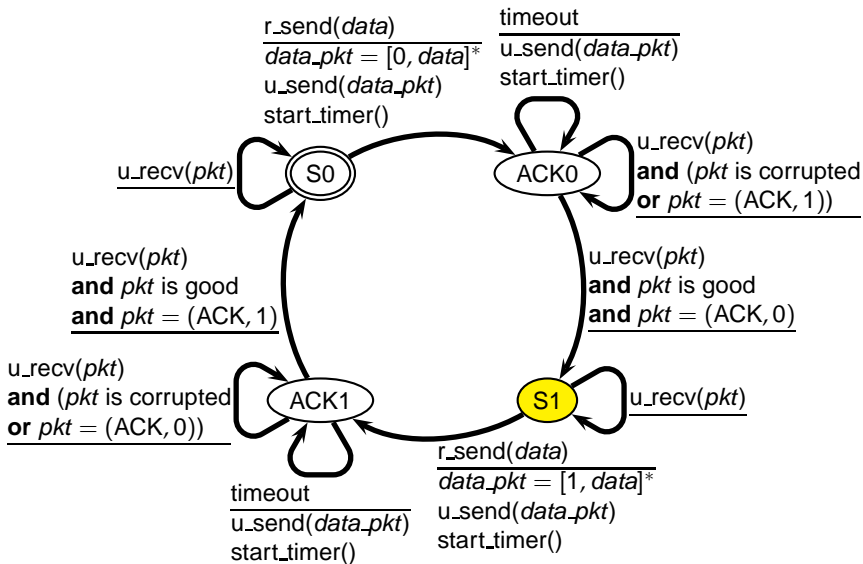 r_send(data)
data_pkt = [0, data]*
u_send(data_pkt)
start_timer()
timeout
u_send(data_pkt)
start_timer()
u_recv(pkt)
S0
ACK0
u_recv(pkt)
and (pkt is corrupted
or pkt = (ACK, 1))
u_recv(pkt)
and pkt is good
and pkt = (ACK, 1)
u_recv(pkt)
and pkt is good
and pkt = (ACK, 0)
u_recv(pkt)
and (pkt is corrupted
or pkt = (ACK, 0))
ACK1
S1
u_recv(pkt)
timeout
u_send(data_pkt)
start_timer()
r_send(data)
data_pkt = [1, data]*
u_send(data_pkt)
start_timer()